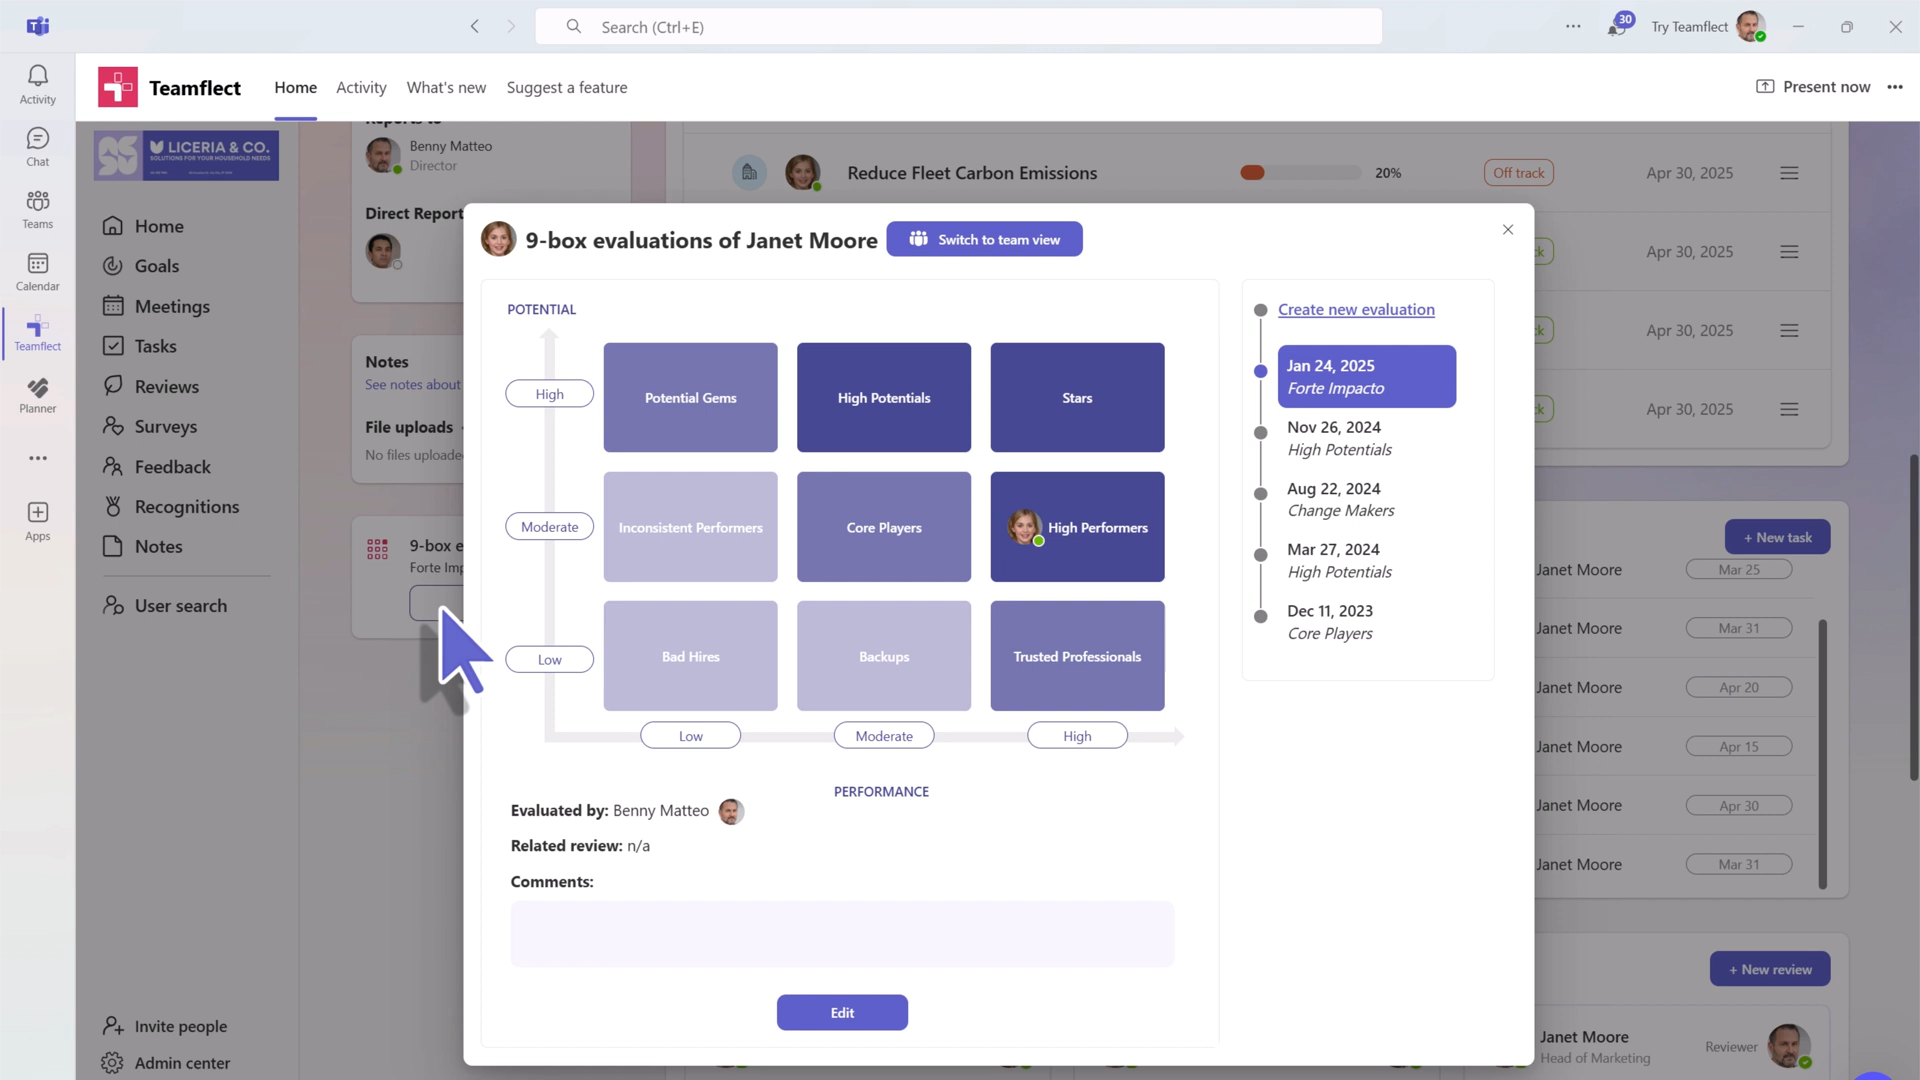 Search (Ctrl+E)
30
Try Teamflect
Activity
Chat
Teams
Calendar
Teamflect
Planner
Apps
Teamflect
Home
Activity
What's new
Suggest a feature
Present now
LICERIA & CO.
SOLUTIONS FOR YOUR HOUSEHOLD NEEDS
Home
Goals
Meetings
Tasks
Reviews
Surveys
Feedback
Recognitions
Notes
User search
Invite people
Admin center
Reports to
Benny Matteo
Director
Direct Report
Notes
See notes about
File uploads
No files uploade
9-box e
Forte Imp
Reduce Fleet Carbon Emissions
20%
Off track
Apr 30, 2025
Apr 30, 2025
Apr 30, 2025
Apr 30, 2025
9-box evaluations of Janet Moore
Switch to team view
POTENTIAL
High
Potential Gems
High Potentials
Stars
Moderate
Inconsistent Performers
Core Players
High Performers
Low
Bad Hires
Backups
Trusted Professionals
Low
Moderate
High
PERFORMANCE
Evaluated by: Benny Matteo
Related review: n/a
Comments:
Edit
Create new evaluation
Jan 24, 2025
Forte Impacto
Nov 26, 2024
High Potentials
Aug 22, 2024
Change Makers
Mar 27, 2024
High Potentials
Dec 11, 2023
Core Players
+ New task
Janet Moore
Mar 25
Janet Moore
Mar 31
Janet Moore
Apr 20
Janet Moore
Apr 15
Janet Moore
Apr 30
Janet Moore
Mar 31
+ New review
Janet Moore
Head of Marketing
Reviewer